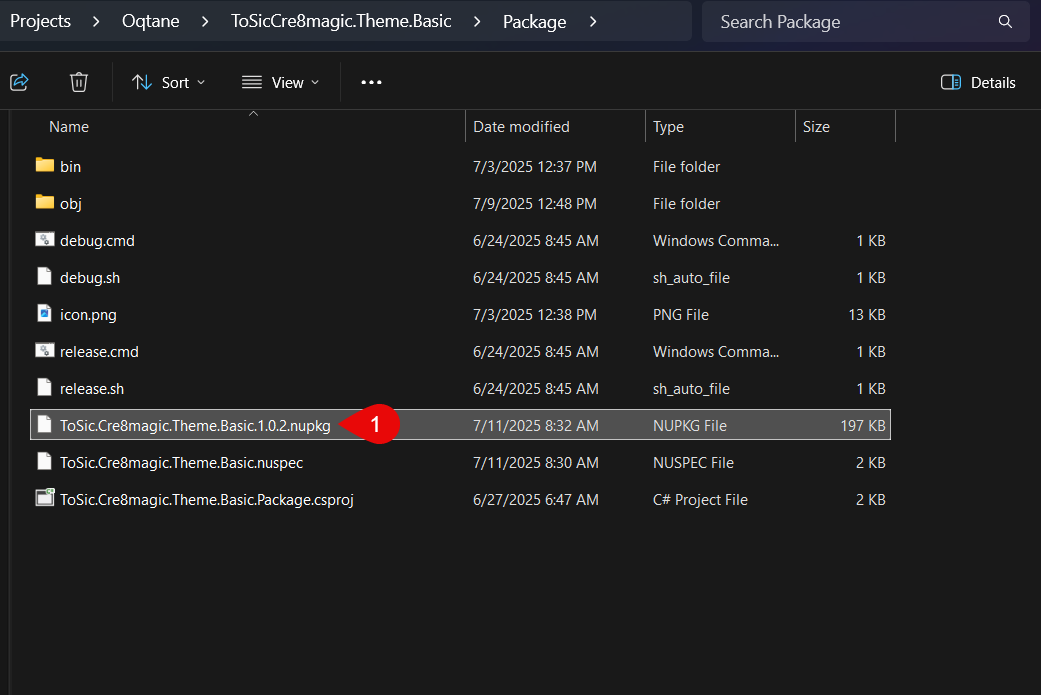 Projects > Oqtane > ToSicCre8magic.Theme.Basic > Package > Search Package
Sort View ••• Details
Name Date modified Type Size
bin 7/3/2025 12:37 PM File folder
obj 7/9/2025 12:48 PM File folder
debug.cmd 6/24/2025 8:45 AM Windows Comma... 1 KB
debug.sh 6/24/2025 8:45 AM sh_auto_file 1 KB
icon.png 7/3/2025 12:38 PM PNG File 13 KB
release.cmd 6/24/2025 8:45 AM Windows Comma... 1 KB
release.sh 6/24/2025 8:45 AM sh_auto_file 1 KB
ToSic.Cre8magic.Theme.Basic.1.0.2.nupkg 1 7/11/2025 8:32 AM NUPKG File 197 KB
ToSic.Cre8magic.Theme.Basic.nuspec 7/11/2025 8:30 AM NUSPEC File 2 KB
ToSic.Cre8magic.Theme.Basic.Package.csproj 6/27/2025 6:47 AM C# Project File 2 KB